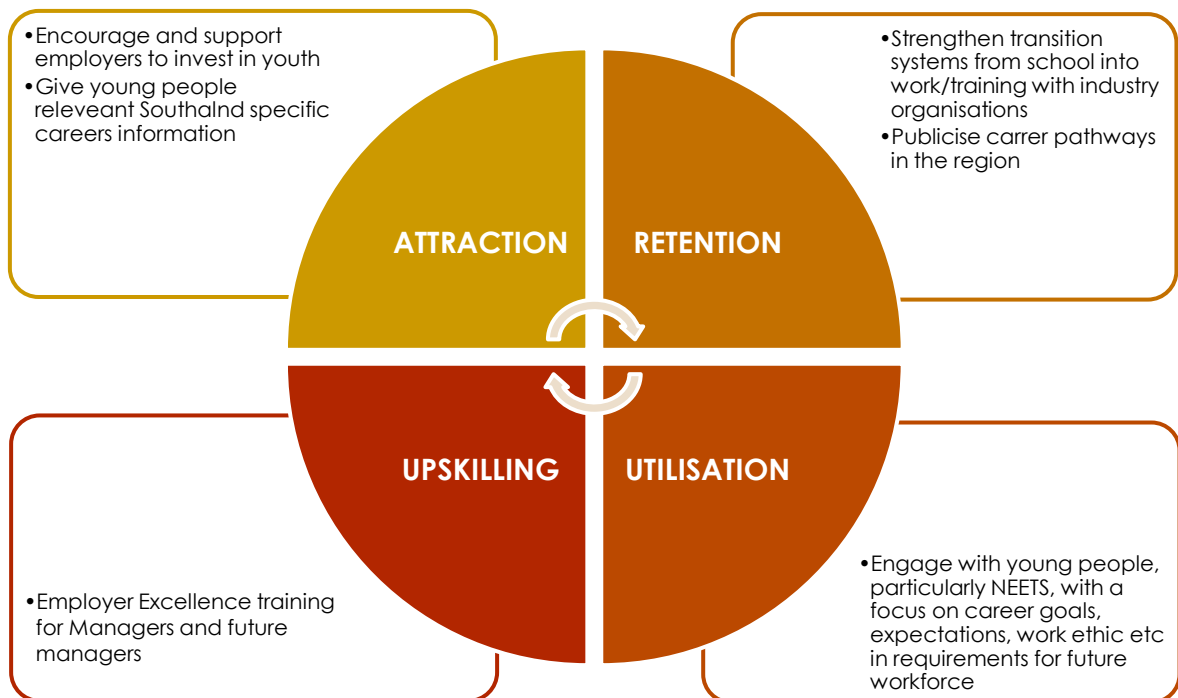 •Encourage and support
employers to invest in youth
•Give young people
releveant Southalnd specific
careers information
•Strengthen transition
systems from school into
work/training with industry
organisations
•Publicise carrer pathways
in the region
ATTRACTION
RETENTION
UPSKILLING
UTILISATION
•Employer Excellence training
for Managers and future
managers
•Engage with young people,
particularly NEETS, with a
focus on career goals,
expectations, work ethic etc
in requirements for future
workforce